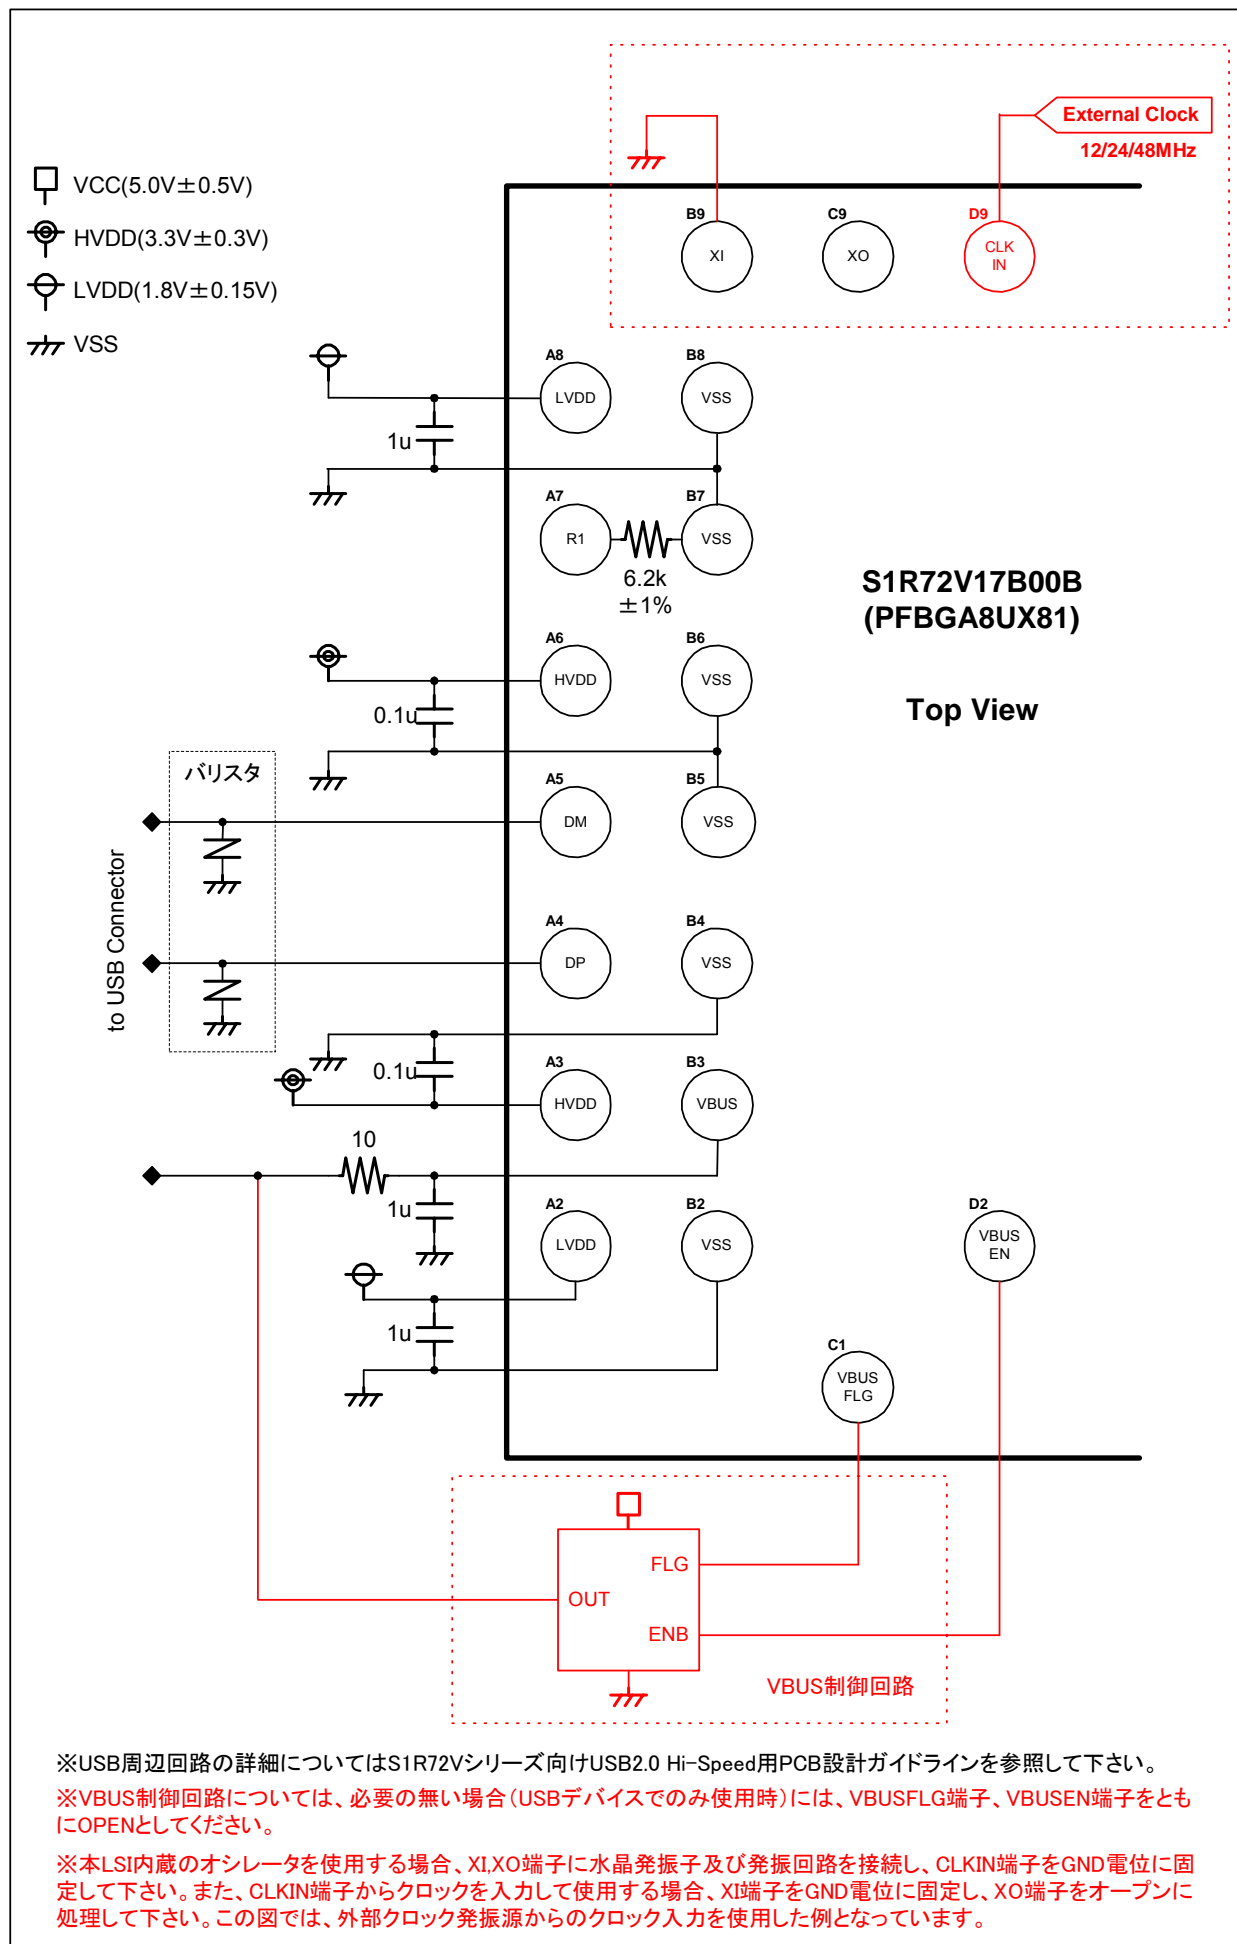 External Clock
12/24/48MHz
VCC(5.0V±0.5V)
HVDD(3.3V±0.3V)
LVDD(1.8V±0.15V)
VSS
B9
XI
C9
XO
D9
CLK
IN
A8
LVDD
B8
VSS
1u
A7
R1
B7
VSS
6.2k
±1%
S1R72V17B00B
(PFBGA8UX81)
Top View
A6
HVDD
B6
VSS
0.1u
バリスタ
A5
DM
B5
VSS
to USB Connector
A4
DP
B4
VSS
0.1u
A3
HVDD
B3
VBUS
10
1u
A2
LVDD
B2
VSS
D2
VBUS
EN
1u
C1
VBUS
FLG
FLG
OUT
ENB
VBUS制御回路
※USB周辺回路の詳細についてはS1R72Vシリーズ向けUSB2.0 Hi-Speed用PCB設計ガイドラインを参照して下さい。
※VBUS制御回路については、必要の無い場合(USBデバイスでのみ使用時)には、VBUSFLG端子、VBUSEN端子をとも
にOPENとしてください。
※本LSI内蔵のオシレータを使用する場合、XI,XO端子に水晶発振子及び発振回路を接続し、CLKIN端子をGND電位に固
定して下さい。また、CLKIN端子からクロックを入力して使用する場合、XI端子をGND電位に固定し、XO端子をオープンに
処理して下さい。この図では、外部クロック発振源からのクロック入力を使用した例となっています。